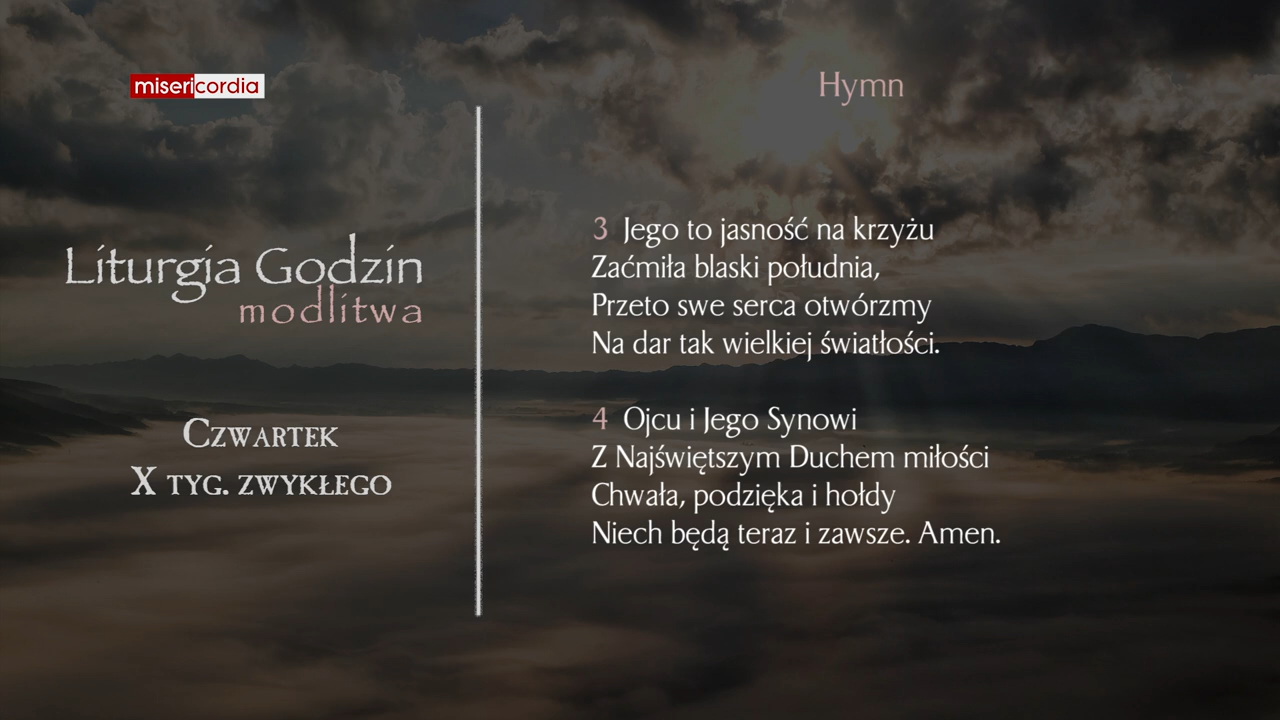 misericordia
Liturgia Godzin
modlitwa
Czwartek
X tyg. zwykłego
Hymn
3 Jego to jasność na krzyżu
Zaćmiła blaski południa,
Przeto swe serca otwórzmy
Na dar tak wielkiej światłości.
4 Ojcu i Jego Synowi
Z Najświętszym Duchem miłości
Chwała, podzięka i hołdy
Niech będą teraz i zawsze. Amen.